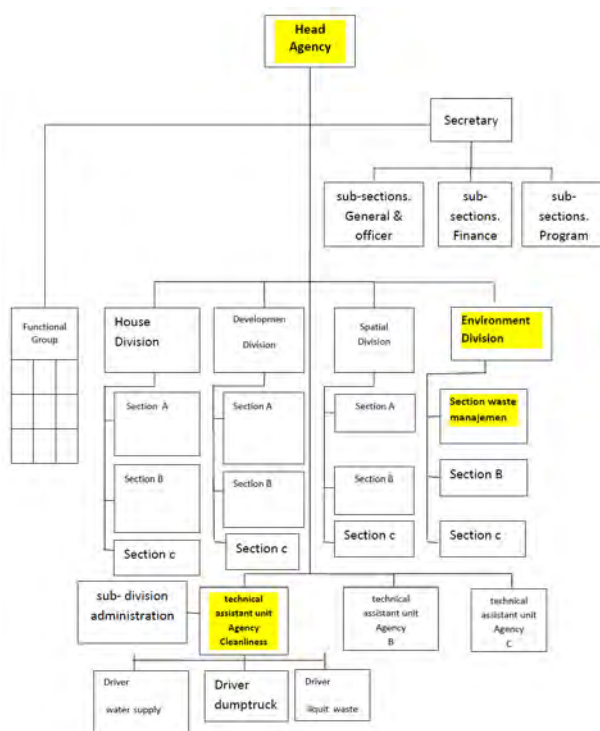 Head
Agency
Secretary
sub-sections.
General &
officer
sub-
sections.
Finance
sub-
sections.
Program
Functional
Group
House
Division
Developmen
Division
Spatial
Division
Environment
Division
Section A
Section A
Section A
Section waste
manajemen
Section B
Section B
Section B
Section B
Section c
Section c
Section c
Section c
sub- division
administration
technical
assistant unit
Agency
Cleanliness
technical
assistant unit
Agency
B
technical
assistant unit
Agency
C
Driver
water supply
Driver
dumptruck
Driver
iliquit waste